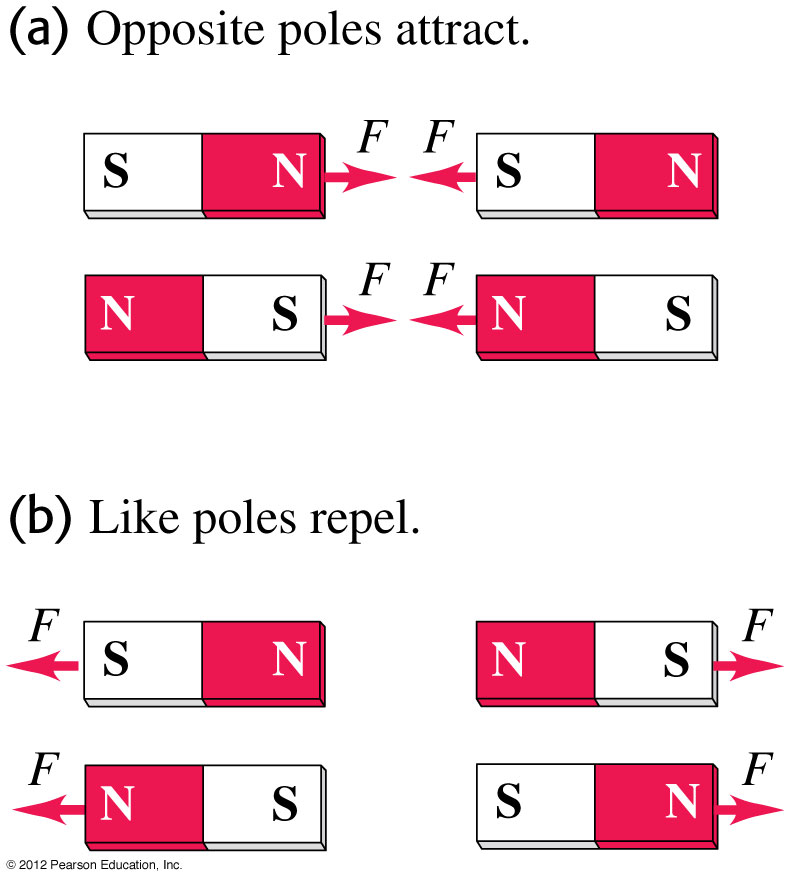 (a) Opposite poles attract.
F F
S N S N
F F
N S N S
(b) Like poles repel.
F F
S N N S
F F
N S S N
© 2012 Pearson Education, Inc.